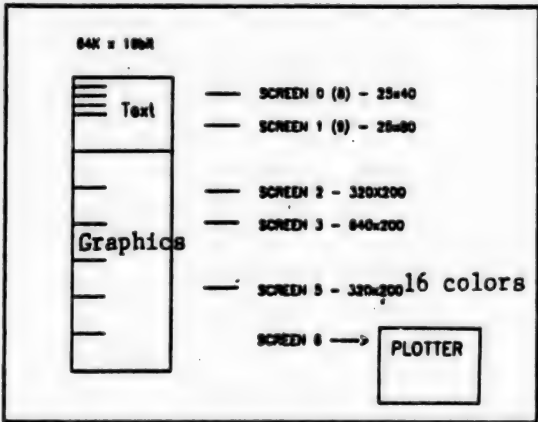 64K x 16bit
Text
SCREEN 0 (8) - 25x40
SCREEN 1 (9) - 25x80
SCREEN 2 - 320X200
SCREEN 3 - 640x200
Graphics
SCREEN 5 - 320x200 16 colors
SCREEN 6
PLOTTER